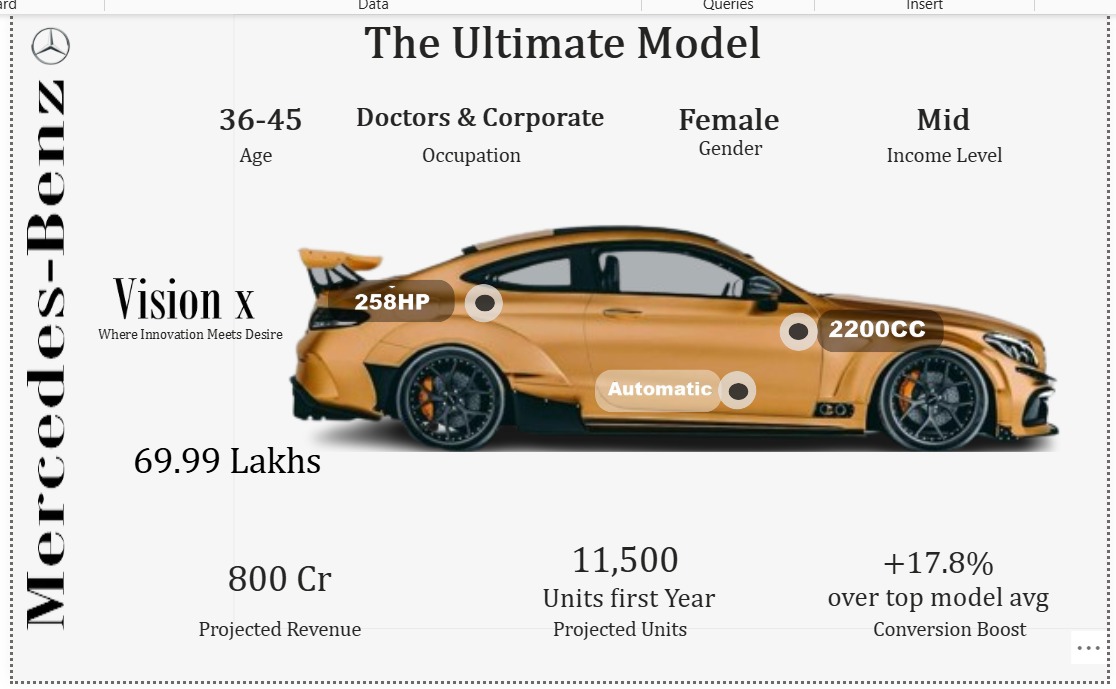 Data
Queries
Insert
The Ultimate Model
Mercedes-Benz
36-45
Age
Doctors & Corporate
Occupation
Female
Gender
Mid
Income Level
Vision x
Where Innovation Meets Desire
258HP
2200CC
Automatic
69.99 Lakhs
800 Cr
Projected Revenue
11,500
Units first Year
Projected Units
+17.8%
over top model avg
Conversion Boost